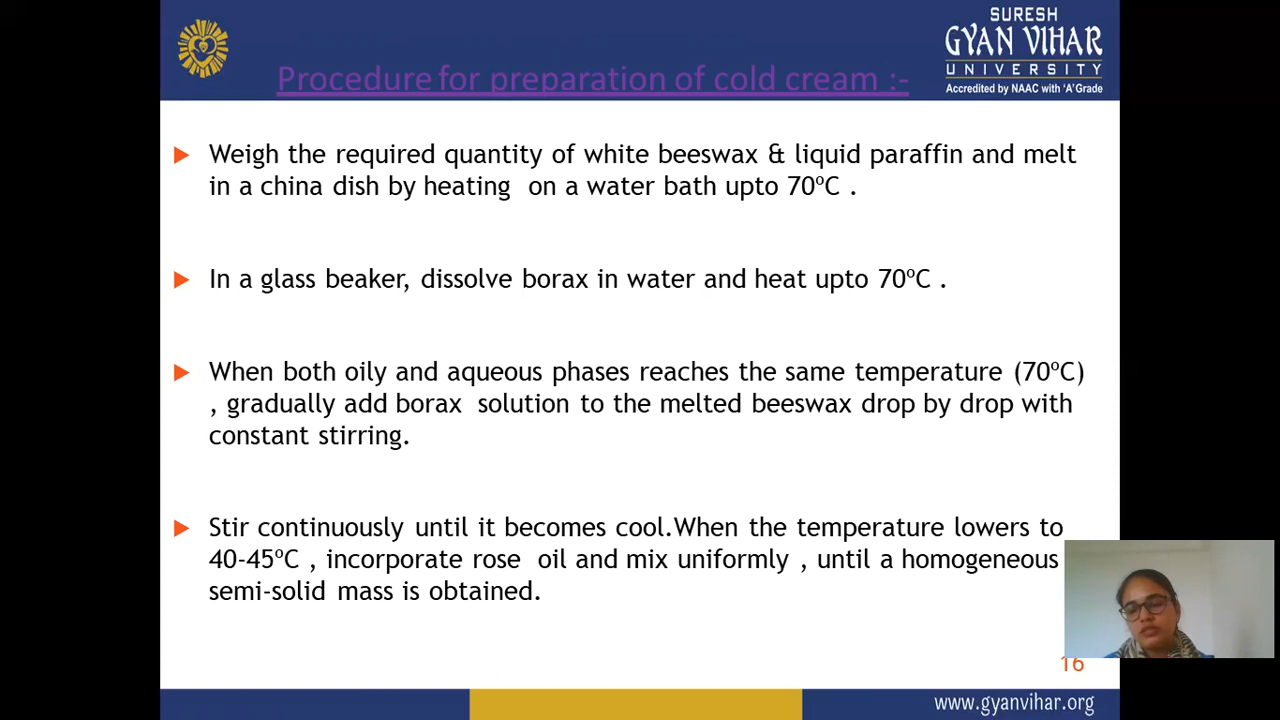 SURESH
GYAN VIHAR
UNIVERSITY
Accredited by NAAC with 'A' Grade
Procedure for preparation of cold cream :-
Weigh the required quantity of white beeswax & liquid paraffin and melt
in a china dish by heating on a water bath upto 70ºC .
In a glass beaker, dissolve borax in water and heat upto 70ºC .
When both oily and aqueous phases reaches the same temperature (70ºC)
, gradually add borax solution to the melted beeswax drop by drop with
constant stirring.
Stir continuously until it becomes cool.When the temperature lowers to
40-45ºC , incorporate rose oil and mix uniformly , until a homogeneous
semi-solid mass is obtained.
16
www.gyanvihar.org